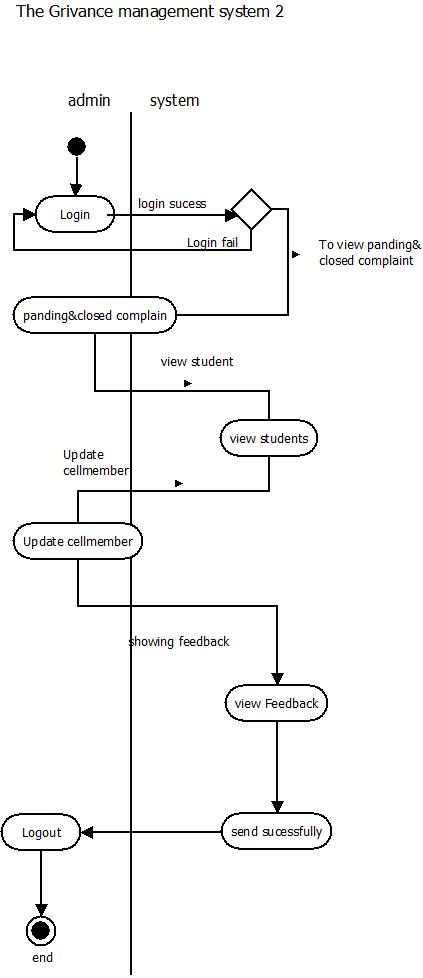 The Grivance management system 2
admin
system
login sucess
Login
Login fail
To view panding&
closed complaint
panding&closed complain
view student
view students
Update
cellmember
Update cellmember
showing feedback
view Feedback
send sucessfully
Logout
end